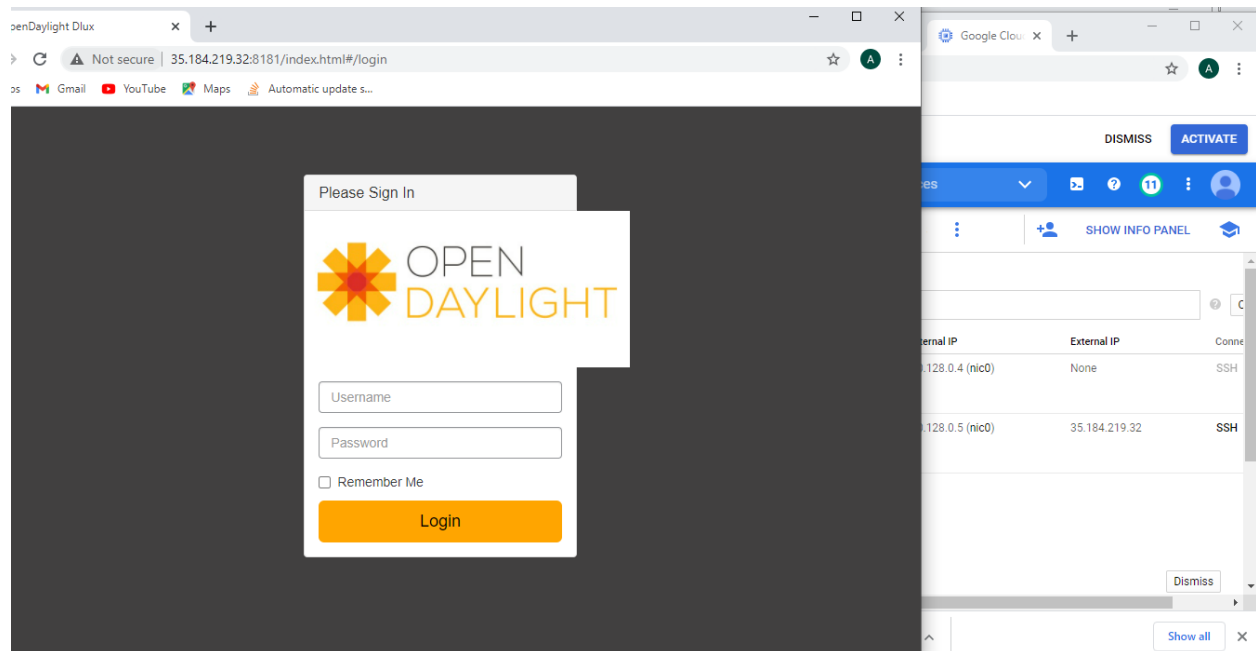 penDaylight Dlux
Not secure
35.184.219.32:8181/index.html#/login
A
Gmail
YouTube
Maps
Automatic update s...
Please Sign In
OPEN
DAYLIGHT
Username
Password
Remember Me
Login
Google Clou
A
DISMISS
ACTIVATE
ces
11
SHOW INFO PANEL
ternal IP
External IP
Conne
.128.0.4 (nic0)
None
SSH
.128.0.5 (nic0)
35.184.219.32
SSH
Dismiss
Show all